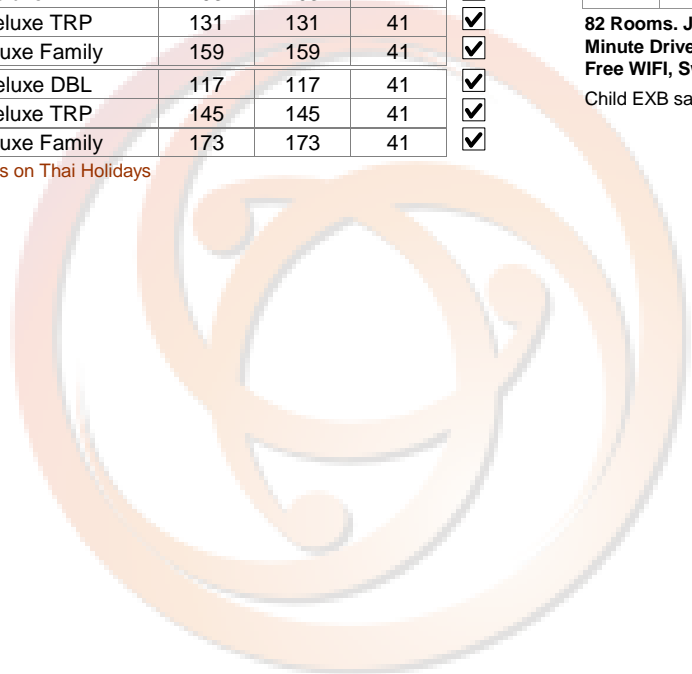 eluxe TRP 131 131 41
luxe Family 159 159 41
eluxe DBL 117 117 41
eluxe TRP 145 145 41
luxe Family 173 173 41
s on Thai Holidays
82 Rooms. J
Minute Drive
Free WIFI, S
Child EXB sa